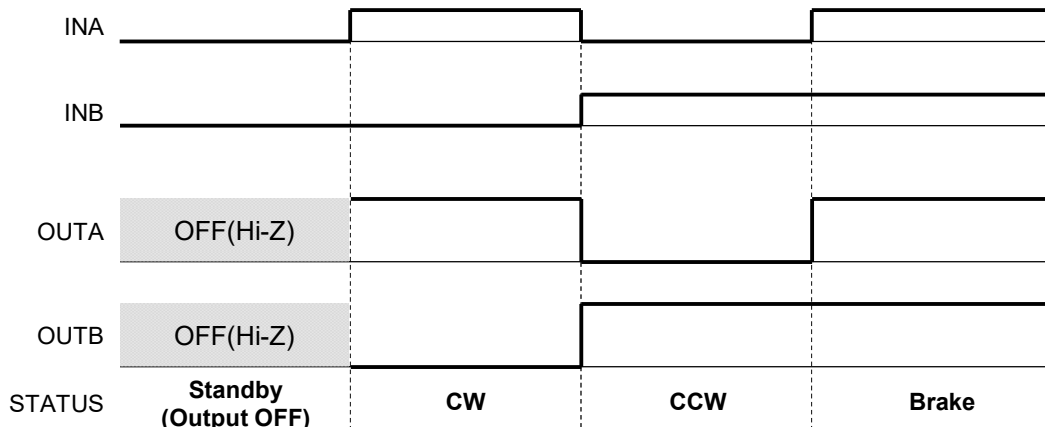 INA
INB
OUTA OFF(Hi-Z)
OUTB OFF(Hi-Z)
STATUS Standby (Output OFF) CW CCW Brake